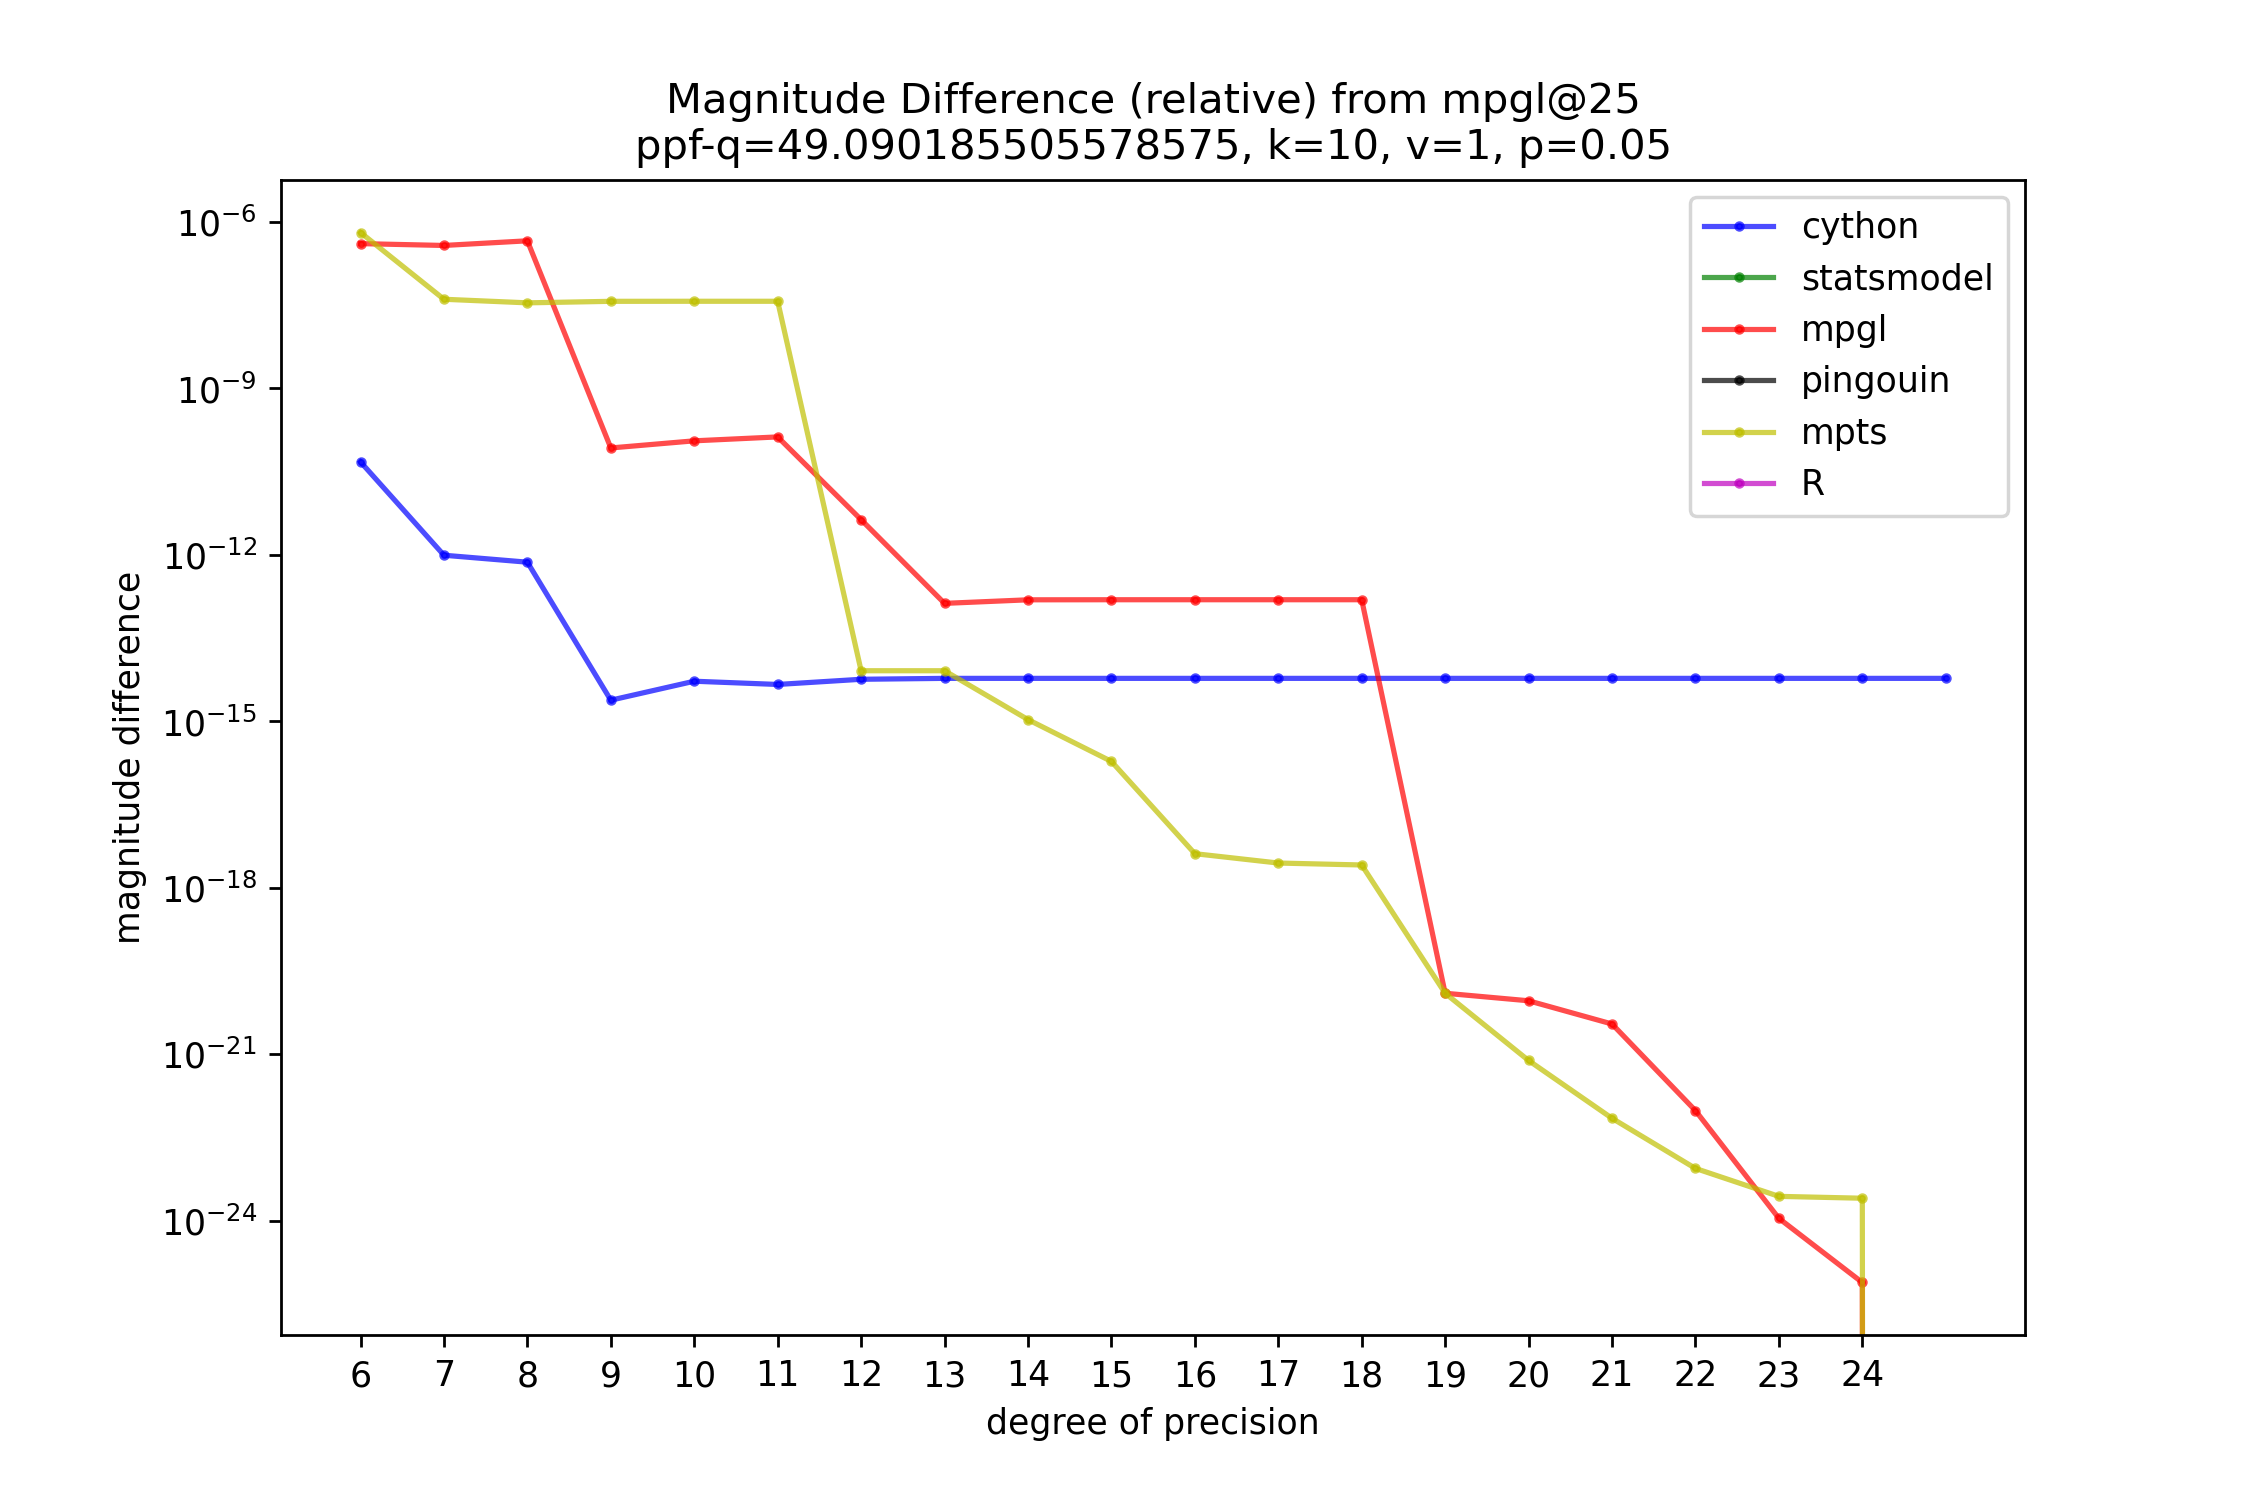 Magnitude Difference (relative) from mpgl@25
ppf-q=49.090185505578575, k=10, v=1, p=0.05
cython
statsmodel
mpgl
pingouin
mpts
R
magnitude difference
10⁻⁶
10⁻⁹
10⁻¹²
10⁻¹⁵
10⁻¹⁸
10⁻²¹
10⁻²⁴
6 7 8 9 10 11 12 13 14 15 16 17 18 19 20 21 22 23 24
degree of precision